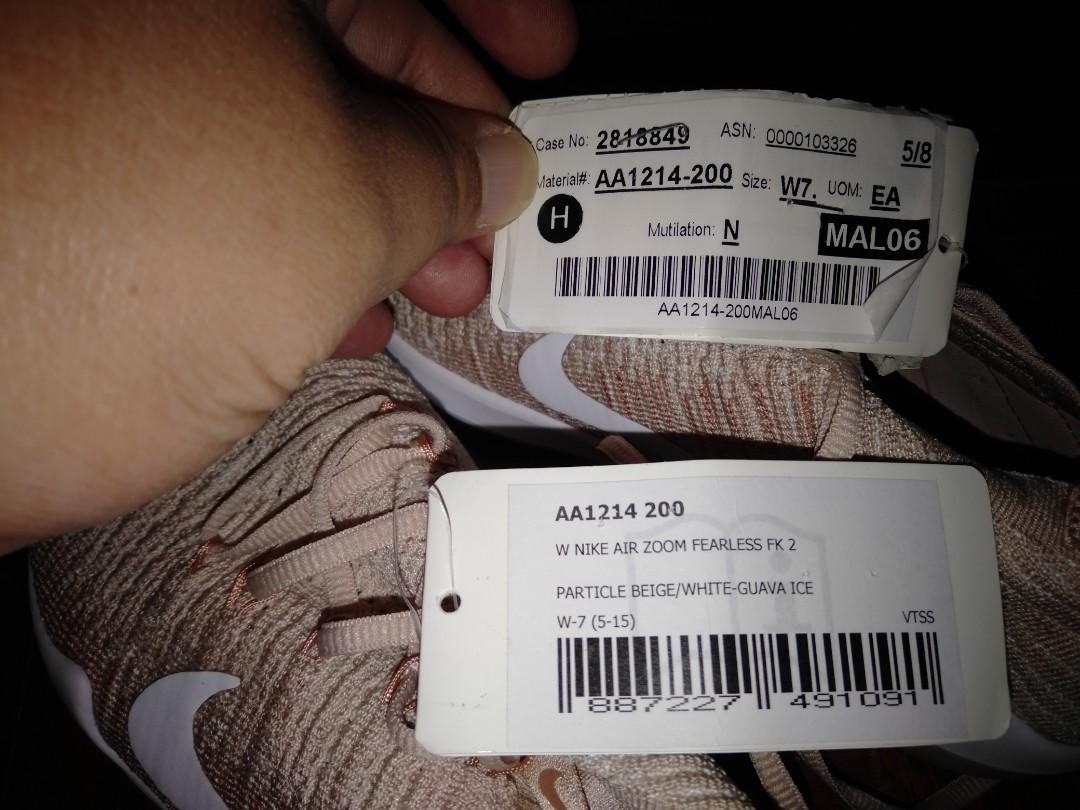 Case No: 2818849 ASN: 0000103326 5/8
Material#: AA1214-200 Size: W7. UOM: EA
H Mutilation: N MAL06
AA1214-200MAL06
AA1214 200
W NIKE AIR ZOOM FEARLESS FK 2
PARTICLE BEIGE/WHITE-GUAVA ICE
W-7 (5-15) VTSS
887227 491091